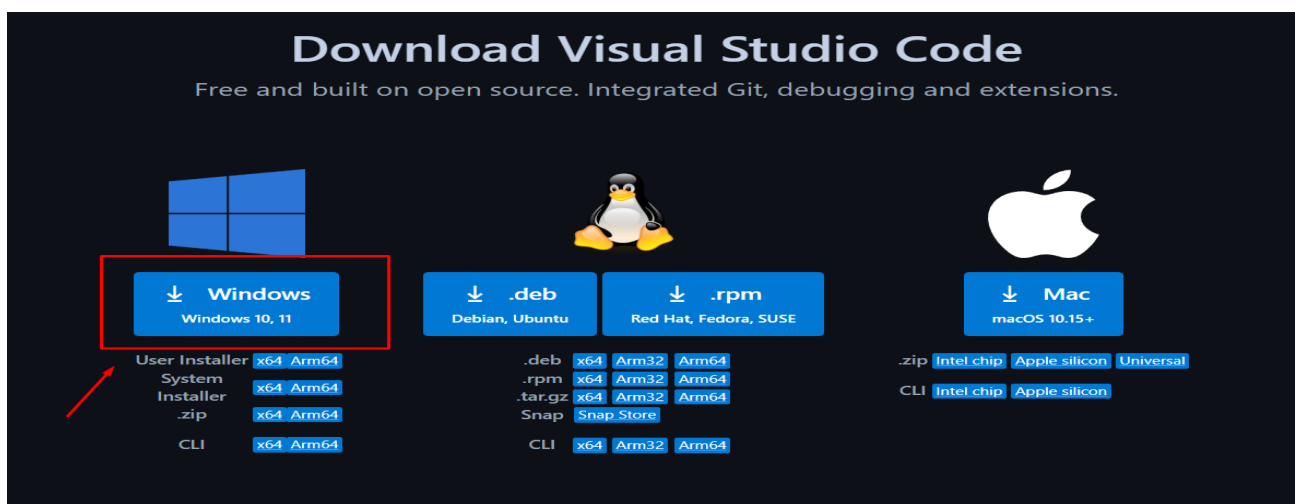 Download Visual Studio Code
Free and built on open source. Integrated Git, debugging and extensions.
Windows
Windows 10, 11
User Installer x64 Arm64
System Installer x64 Arm64
.zip x64 Arm64
CLI x64 Arm64
.deb
Debian, Ubuntu
.rpm
Red Hat, Fedora, SUSE
.deb x64 Arm32 Arm64
.rpm x64 Arm32 Arm64
.tar.gz x64 Arm32 Arm64
Snap Snap Store
CLI x64 Arm32 Arm64
Mac
macOS 10.15+
.zip Intel chip Apple silicon Universal
CLI Intel chip Apple silicon